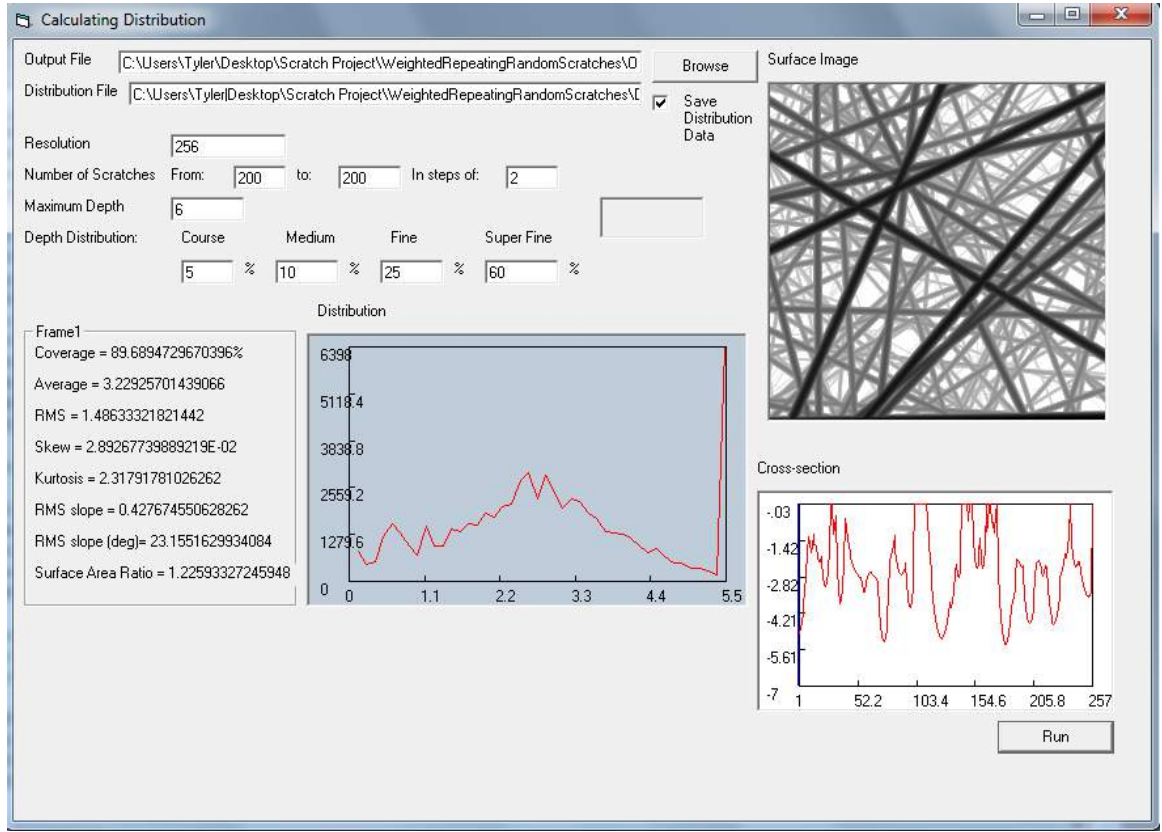 Calculating Distribution
Output File C:\Users\Tyler\Desktop\Scratch Project\WeightedRepeatingRandomScratches\O Browse
Distribution File C:\Users\Tyler|Desktop\Scratch Project\WeightedRepeatingRandomScratches\[
Save
Distribution
Data
Surface Image
Resolution 256
Number of Scratches From: 200 to: 200 In steps of: 2
Maximum Depth 6
Depth Distribution: Course Medium Fine Super Fine
5 % 10 % 25 % 60 %
Distribution
Frame1
Coverage = 89.6894729670396%
Average = 3.22925701439066
RMS = 1.48633321821442
Skew = 2.89267739889219E-02
Kurtosis = 2.31791781026262
RMS slope = 0.427674550628262
RMS slope (deg)= 23.1551629934084
Surface Area Ratio = 1.22593327245948
6398
5118.4
3838.8
2559.2
1279.6
0
0 1.1 2.2 3.3 4.4 5.5
Cross-section
-.03
-1.42
-2.82
-4.21
-5.61
-7
1 52.2 103.4 154.6 205.8 257
Run